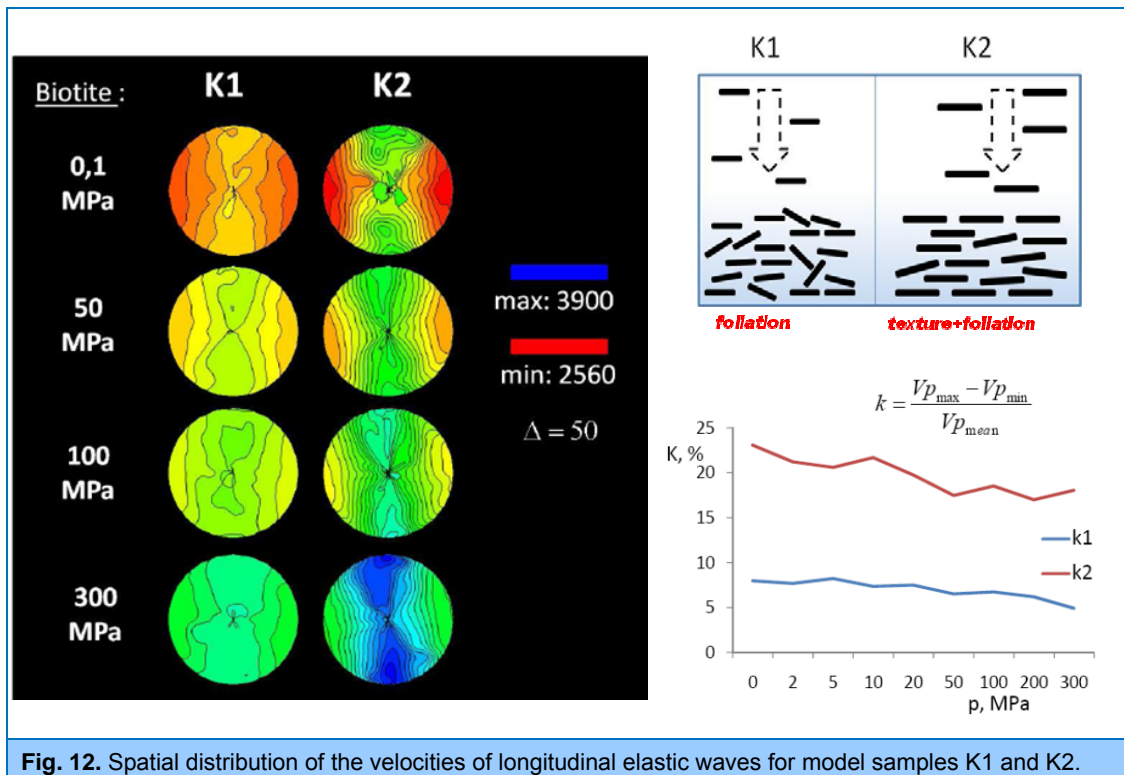 Biotite :
K1
K2
0,1
MPa
50
MPa
100
MPa
300
MPa
max: 3900
min: 2560
Δ = 50
K1
K2
foliation
texture+foliation
k = (Vp_max − Vp_min) / Vp_mean
K, %
25
20
15
10
5
0
k1
k2
0 2 5 10 20 50 100 200 300
p, MPa
Fig. 12. Spatial distribution of the velocities of longitudinal elastic waves for model samples K1 and K2.